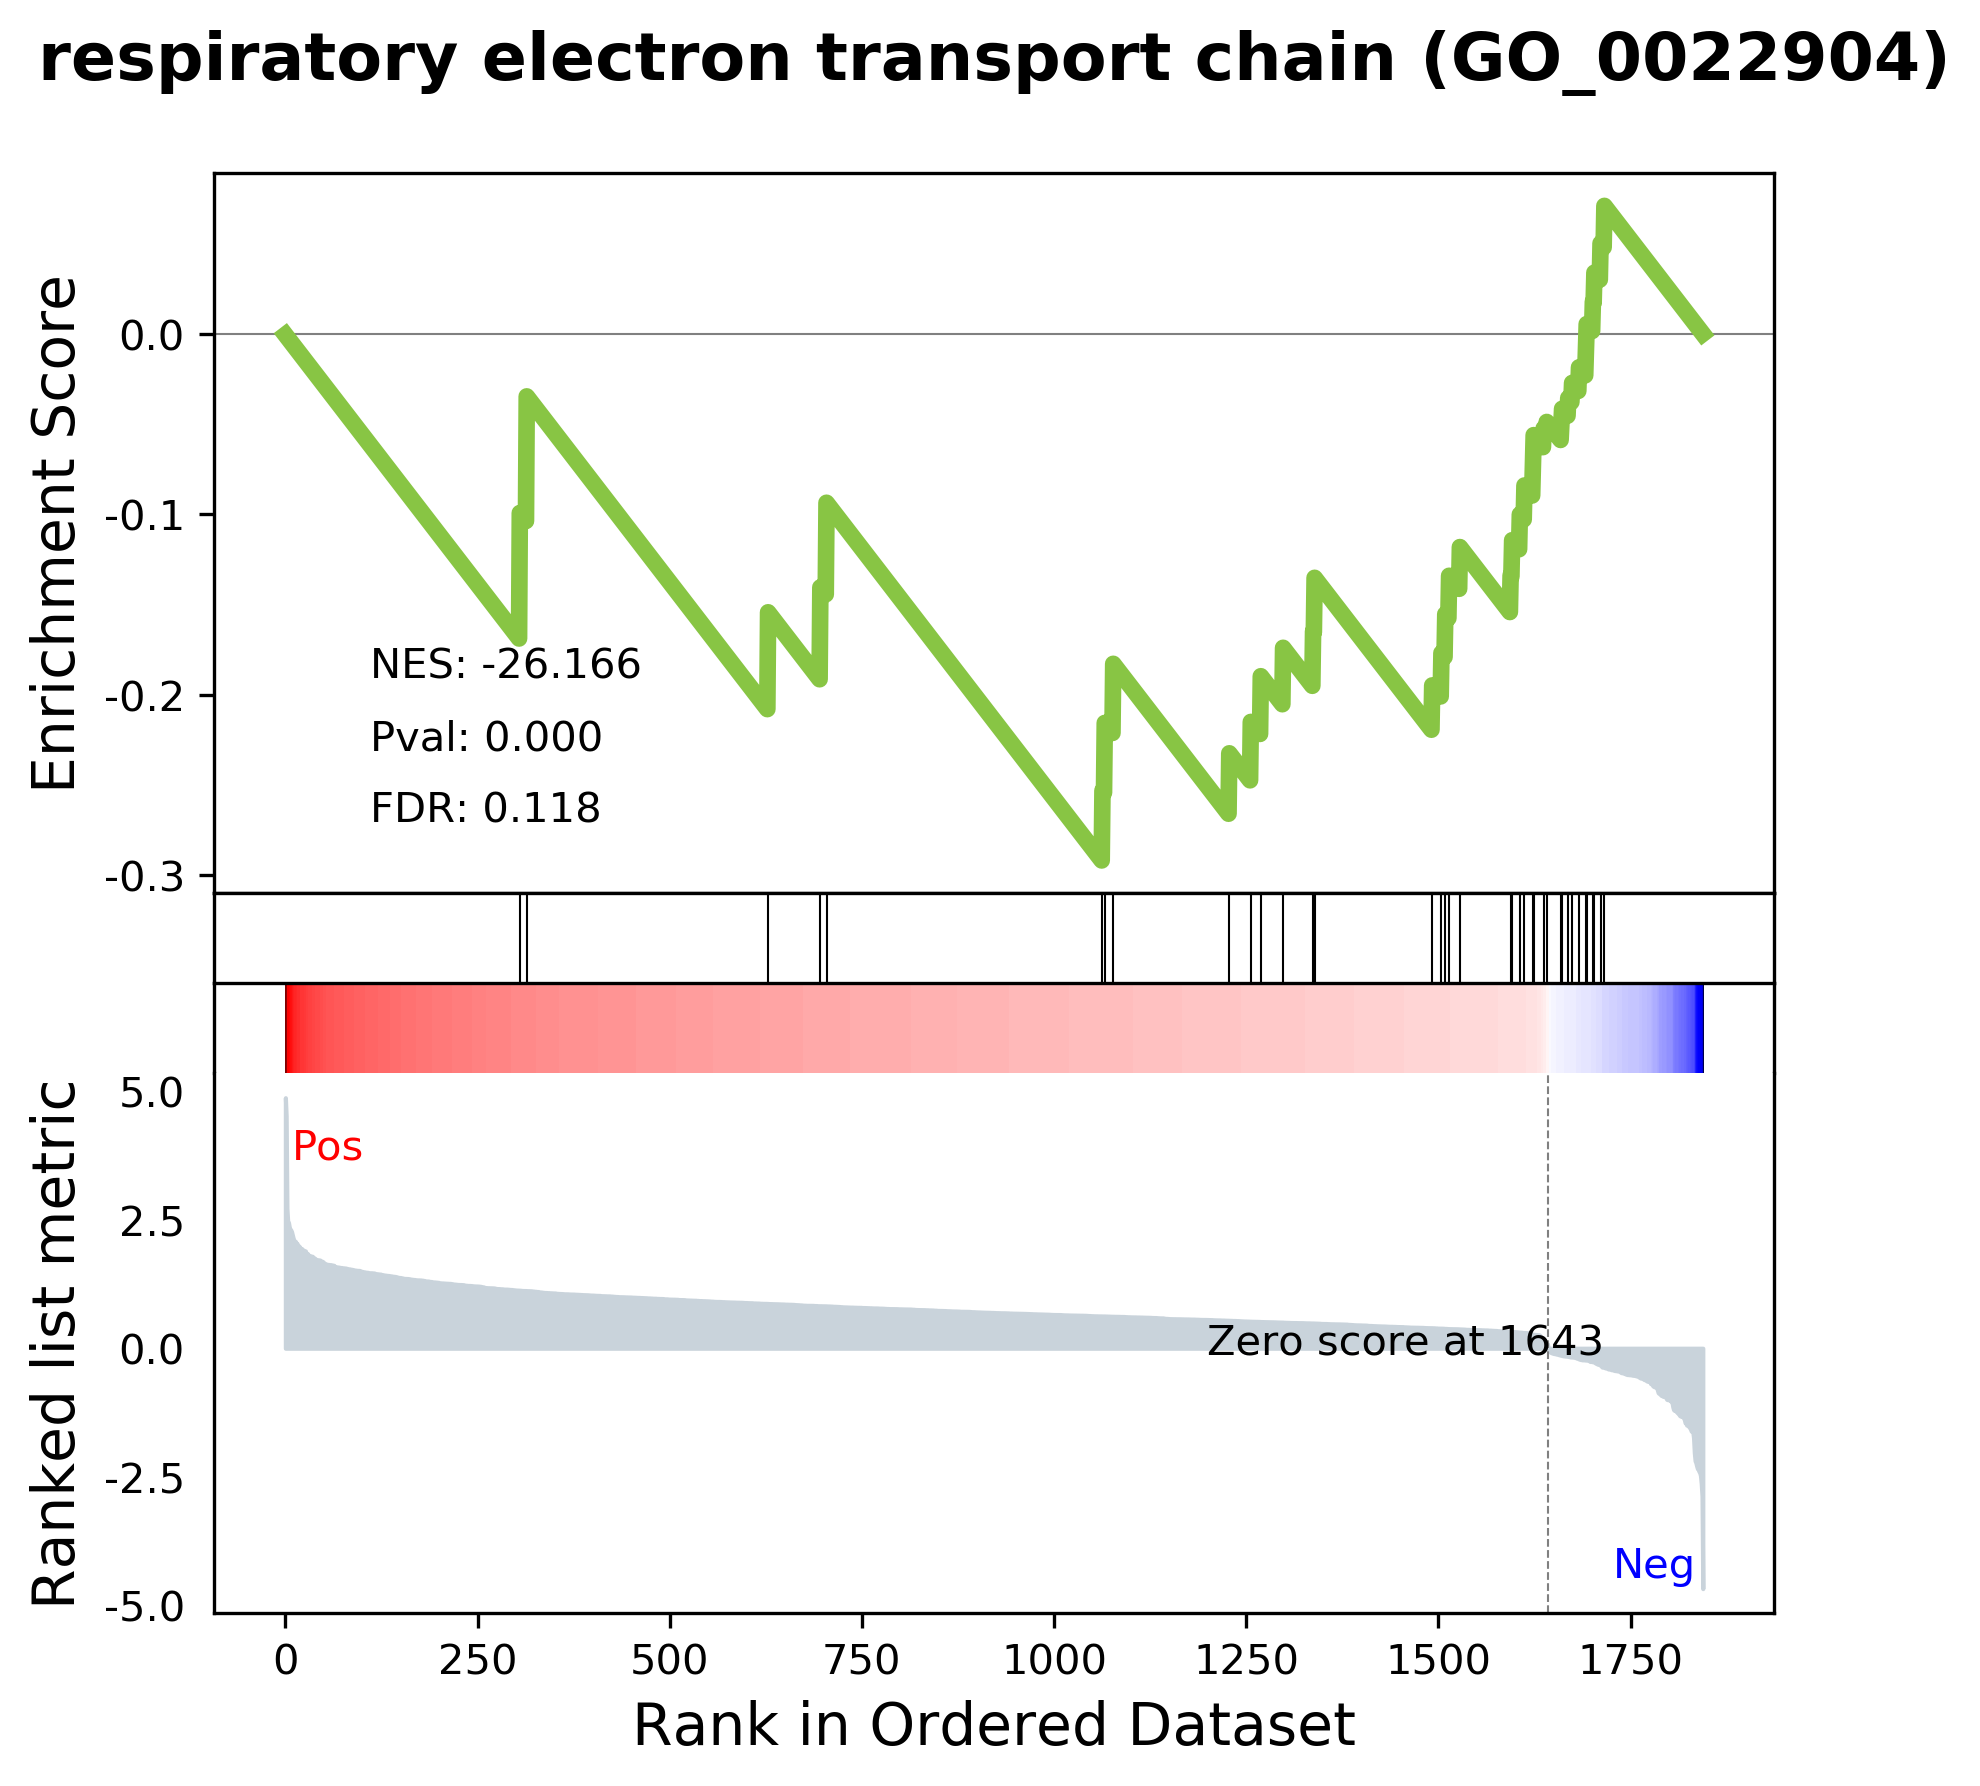 respiratory electron transport chain (GO_0022904)
Enrichment Score
0.0
-0.1
-0.2
-0.3
NES: -26.166
Pval: 0.000
FDR: 0.118
Ranked list metric
5.0
2.5
0.0
-2.5
-5.0
Pos
Zero score at 1643
Neg
0 250 500 750 1000 1250 1500 1750
Rank in Ordered Dataset